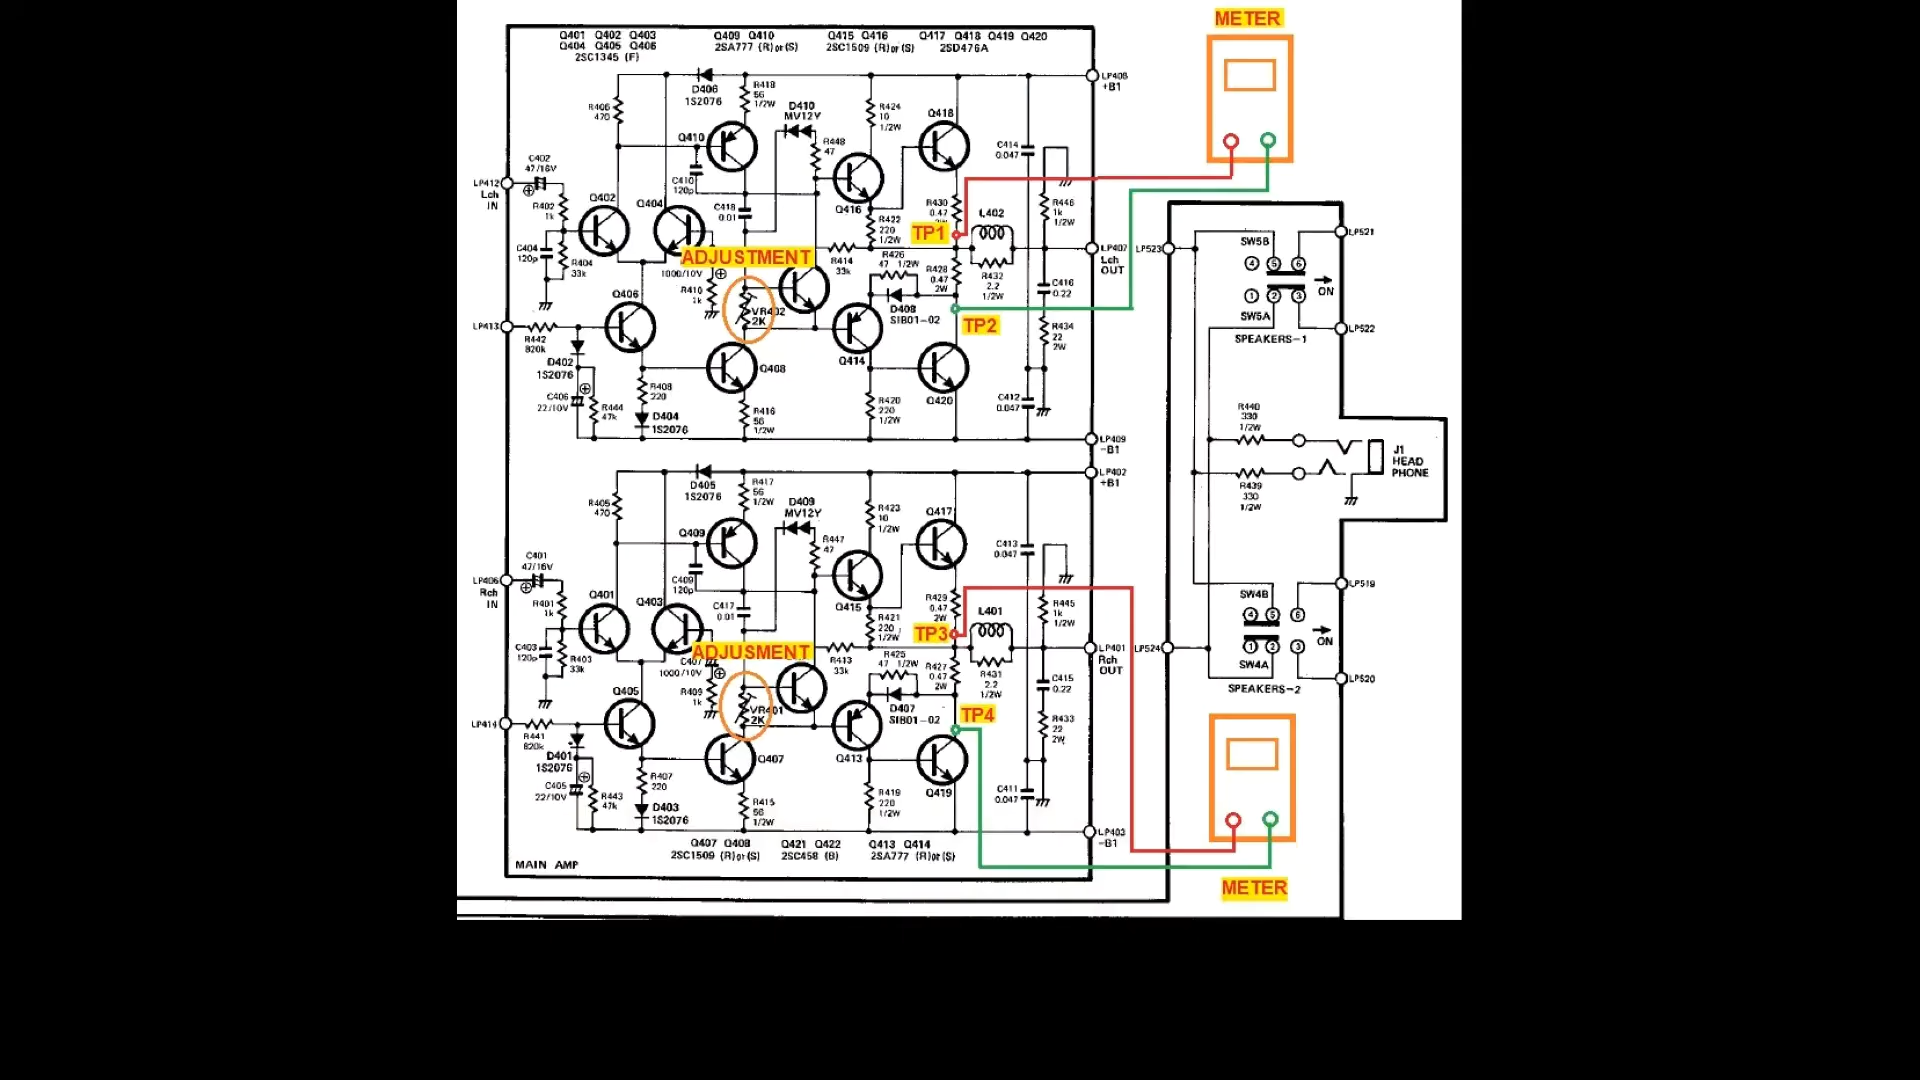 METER
Q401 Q402 Q403
Q404 Q405 Q406
2SC1345 (F)
Q409 Q410
2SA777 (R)or(S)
Q415 Q416
2SC1509 (R)or(S)
Q417 Q418 Q419 Q420
2SD476A
LP408
+B1
D406
1S2076
R418
56
1/2W
R406
470
D410
MV12Y
R424
10
1/2W
Q418
Q410
R448
47
C414
0.047
C402
47/16V
LP412
Lch
IN
R402
1k
Q402
Q404
C410
120p
C418
0.01
Q416
R430
0.47
2W
L402
R446
1k
1/2W
R422
220
1/2W
TP1
C404
120p
R404
33k
ADJUSTMENT
1000/10V
R414
33k
R426
47 1/2W
R428
0.47
2W
R432
2.2
1/2W
LP407
Lch
OUT
C416
0.22
Q406
R410
1k
VR402
2K
D408
SIB01-02
TP2
LP413
R442
820k
Q414
R434
22
2W
D402
1S2076
Q408
C406
22/10V
R444
47k
R408
220
D404
1S2076
R416
56
1/2W
R420
220
1/2W
Q420
C412
0.047
LP409
-B1
LP523
SW5B
4 5 6
ON
1 2 3
SW5A
SPEAKERS-1
LP521
LP522
R440
330
1/2W
R439
330
1/2W
J1
HEAD
PHONE
LP402
+B1
D405
1S2076
R417
56
1/2W
R405
470
D409
MV12Y
R423
10
1/2W
Q417
Q409
R447
47
C413
0.047
C401
47/16V
LP406
Rch
IN
R401
1k
Q401
Q403
C409
120p
C417
0.01
Q415
R429
0.47
2W
L401
R445
1k
1/2W
R421
220
1/2W
TP3
C403
120p
R403
33k
ADJUSMENT
C407
1000/10V
R413
33k
R425
47 1/2W
R427
0.47
2W
R431
2.2
1/2W
LP401
Rch
OUT
C415
0.22
LP524
SW4B
4 5 6
ON
1 2 3
SW4A
SPEAKERS-2
LP519
LP520
Q405
R409
1k
VR401
2K
D407
SIB01-02
TP4
LP414
R441
820k
Q413
R433
22
2W
D401
1S2076
Q407
C405
22/10V
R443
47k
R407
220
D403
1S2076
R415
56
1/2W
R419
220
1/2W
Q419
C411
0.047
LP403
-B1
Q407 Q408
2SC1509 (R)or(S)
Q421 Q422
2SC458 (B)
Q413 Q414
2SA777 (R)or(S)
MAIN AMP
METER